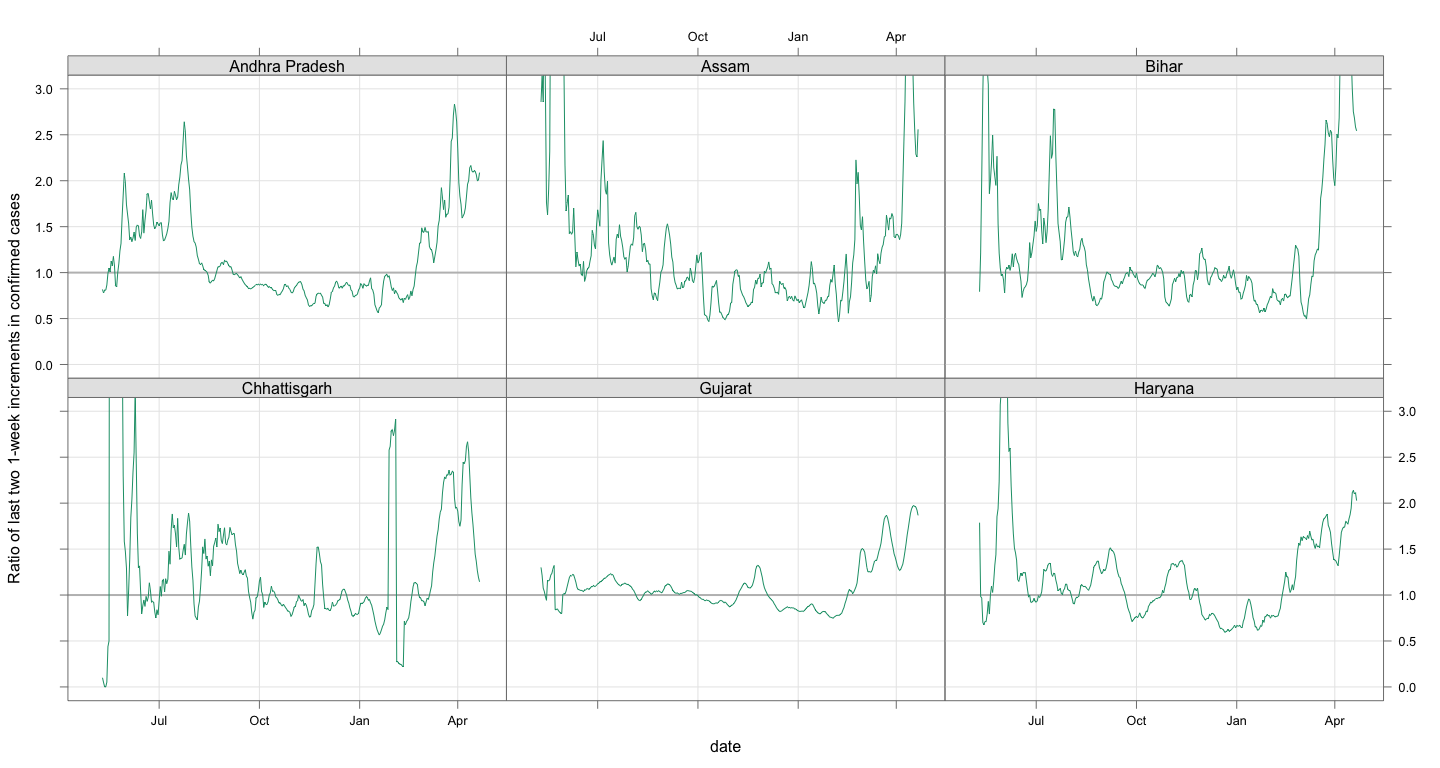 Jul Oct Jan Apr
Andhra Pradesh Assam Bihar
3.0
2.5
2.0
1.5
1.0
0.5
0.0
Chhattisgarh Gujarat Haryana
3.0
2.5
2.0
1.5
1.0
0.5
0.0
Jul Oct Jan Apr Jul Oct Jan Apr
date
Ratio of last two 1-week increments in confirmed cases